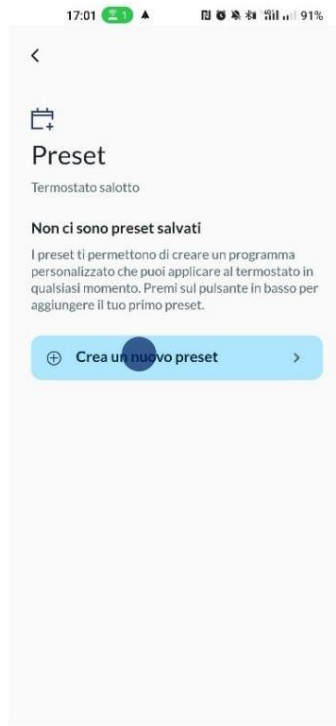 17:01 1 91%
Preset
Termostato salotto
Non ci sono preset salvati
I preset ti permettono di creare un programma
personalizzato che puoi applicare al termostato in
qualsiasi momento. Premi sul pulsante in basso per
aggiungere il tuo primo preset.
Crea un nuovo preset